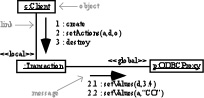 c:Client
object
link
1 : create
2 : setActions(a,d,o)
3 : destroy
<<local>>
<<global>>
:Transaction
p:ODBCProxy
2.1 : setValues(d,3.4)
2.2 : setValues(a,"CO")
message